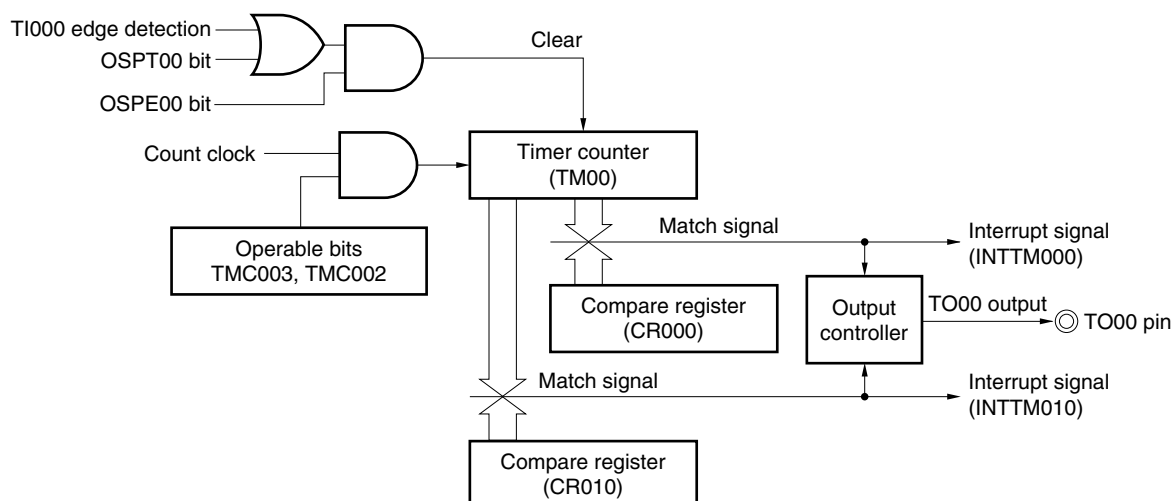 TI000 edge detection
OSPT00 bit
OSPE00 bit
Clear
Count clock
Timer counter
(TM00)
Operable bits
TMC003, TMC002
Match signal
Interrupt signal
(INTTM000)
Compare register
(CR000)
Output
controller
TO00 output
TO00 pin
Match signal
Interrupt signal
(INTTM010)
Compare register
(CR010)